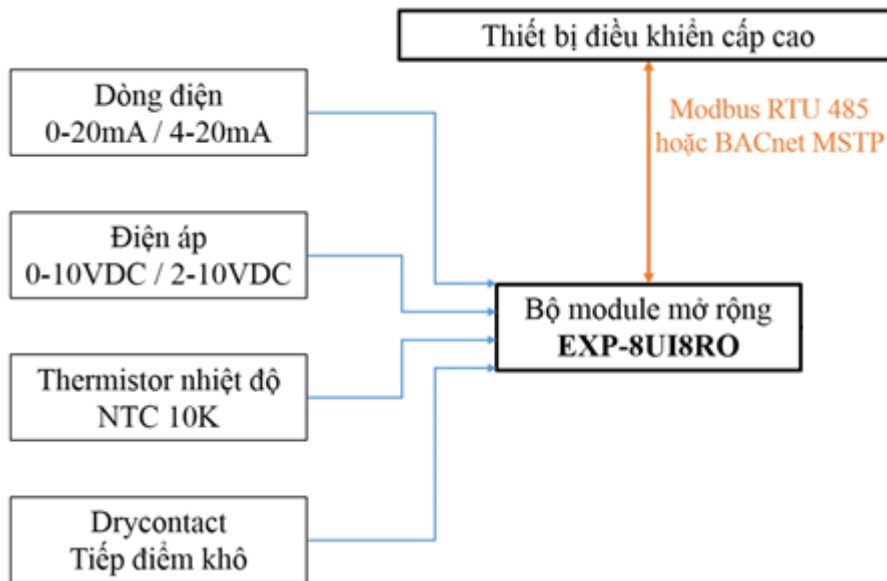 Thiết bị điều khiển cấp cao
Dòng điện
0-20mA / 4-20mA
Modbus RTU 485
hoặc BACnet MSTP
Điện áp
0-10VDC / 2-10VDC
Bộ module mở rộng
EXP-8UI8RO
Thermistor nhiệt độ
NTC 10K
Drycontact
Tiếp điểm khô